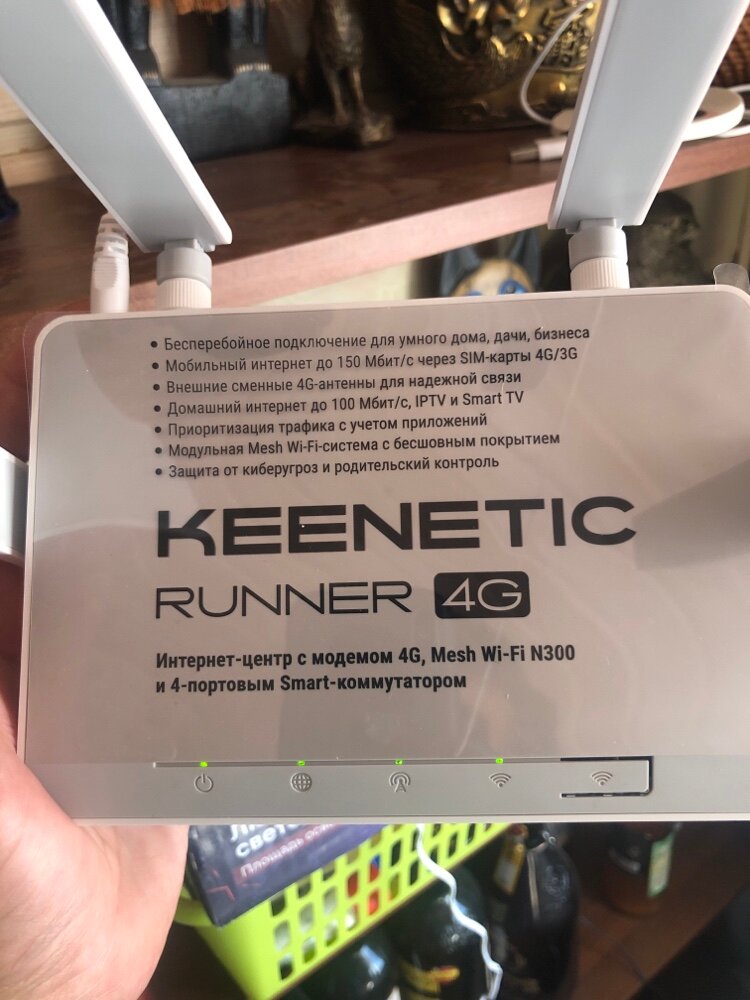 • Бесперебойное подключение для умного дома, дачи, бизнеса
• Мобильный интернет до 150 Мбит/с через SIM-карты 4G/3G
• Внешние сменные 4G-антенны для надежной связи
• Домашний интернет до 100 Мбит/с, IPTV и Smart TV
• Приоритизация трафика с учетом приложений
• Модульная Mesh Wi-Fi-система с бесшовным покрытием
• Защита от киберугроз и родительский контроль
KEENETIC
RUNNER 4G
Интернет-центр с модемом 4G, Mesh Wi-Fi N300
и 4-портовым Smart-коммутатором